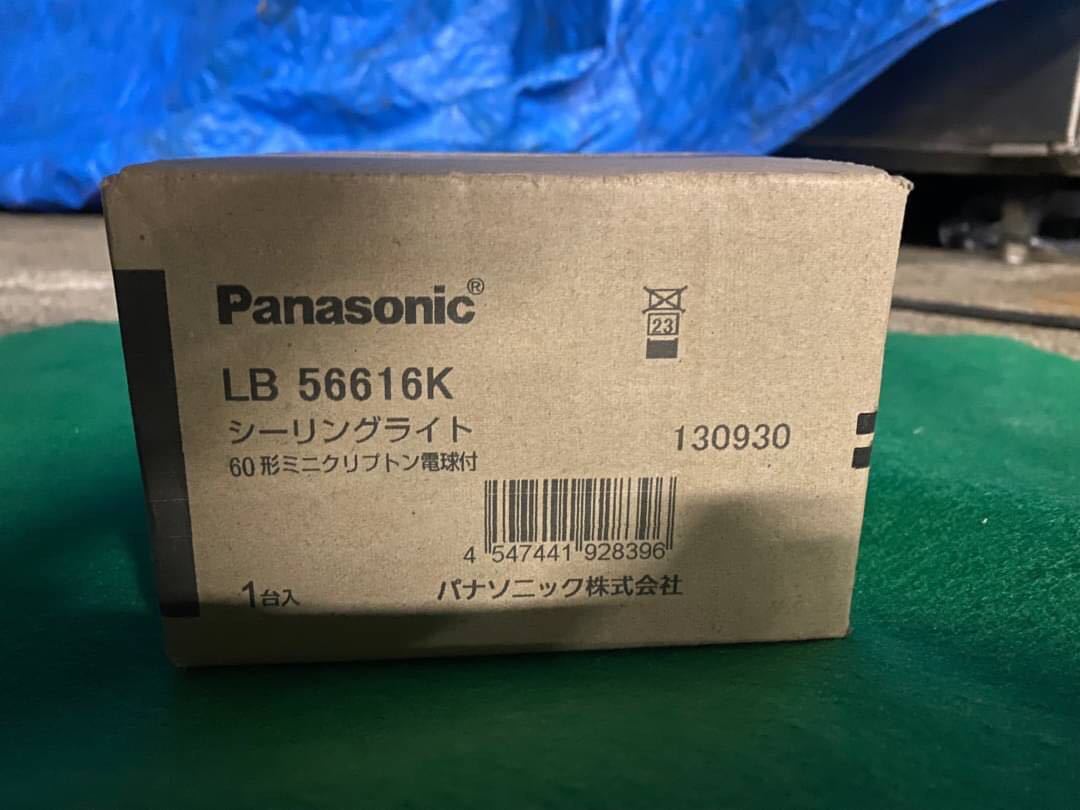 Panasonic®
LB 56616K
シーリングライト
60形ミニクリプトン電球付
23
130930
4 547441 928396
1台入
パナソニック株式会社